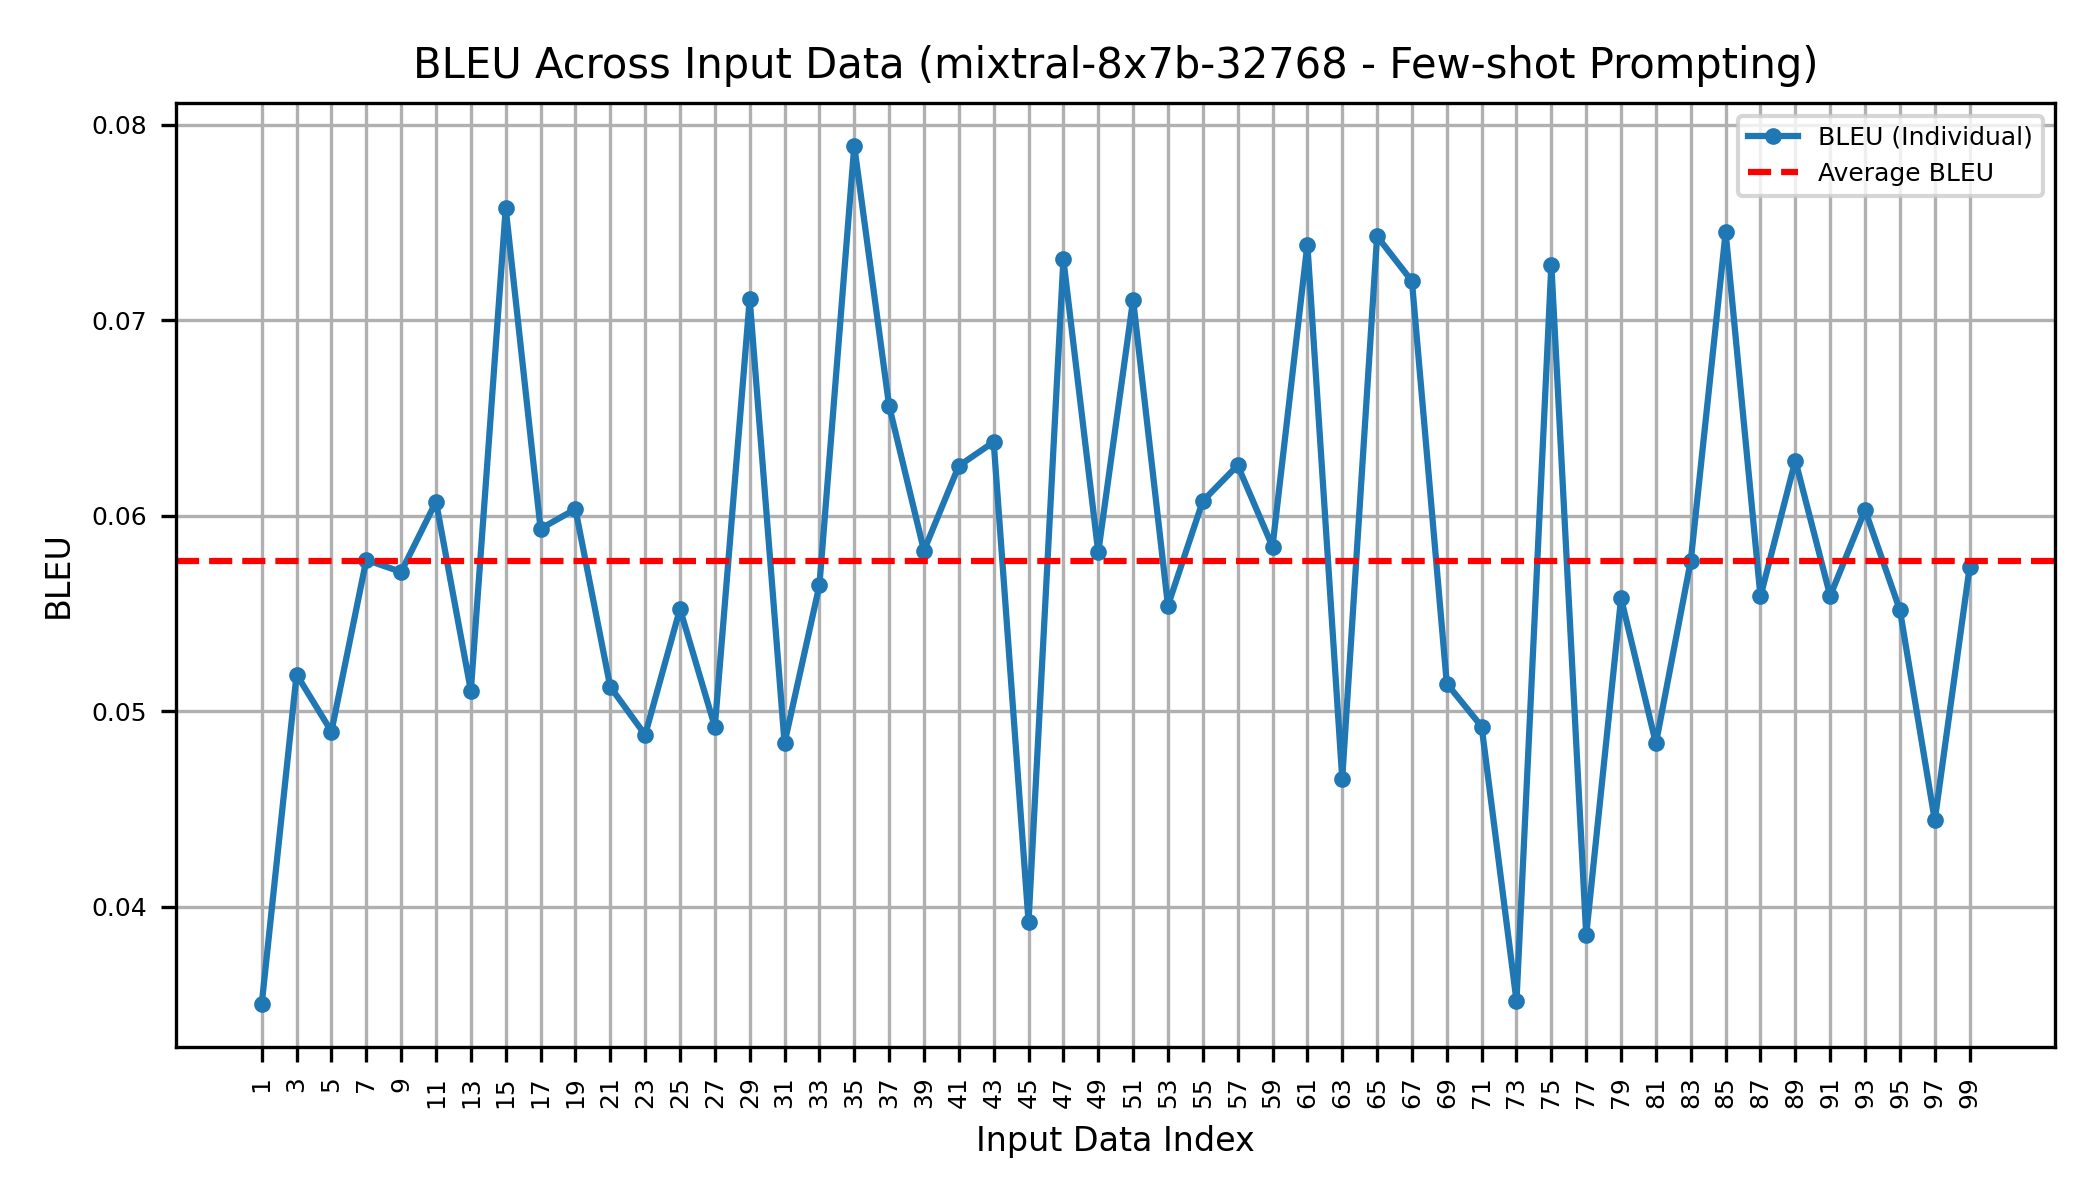 BLEU Across Input Data (mixtral-8x7b-32768 - Few-shot Prompting)
BLEU (Individual)
Average BLEU
0.08
0.07
0.06
0.05
0.04
BLEU
1 3 5 7 9 11 13 15 17 19 21 23 25 27 29 31 33 35 37 39 41 43 45 47 49 51 53 55 57 59 61 63 65 67 69 71 73 75 77 79 81 83 85 87 89 91 93 95 97 99
Input Data Index